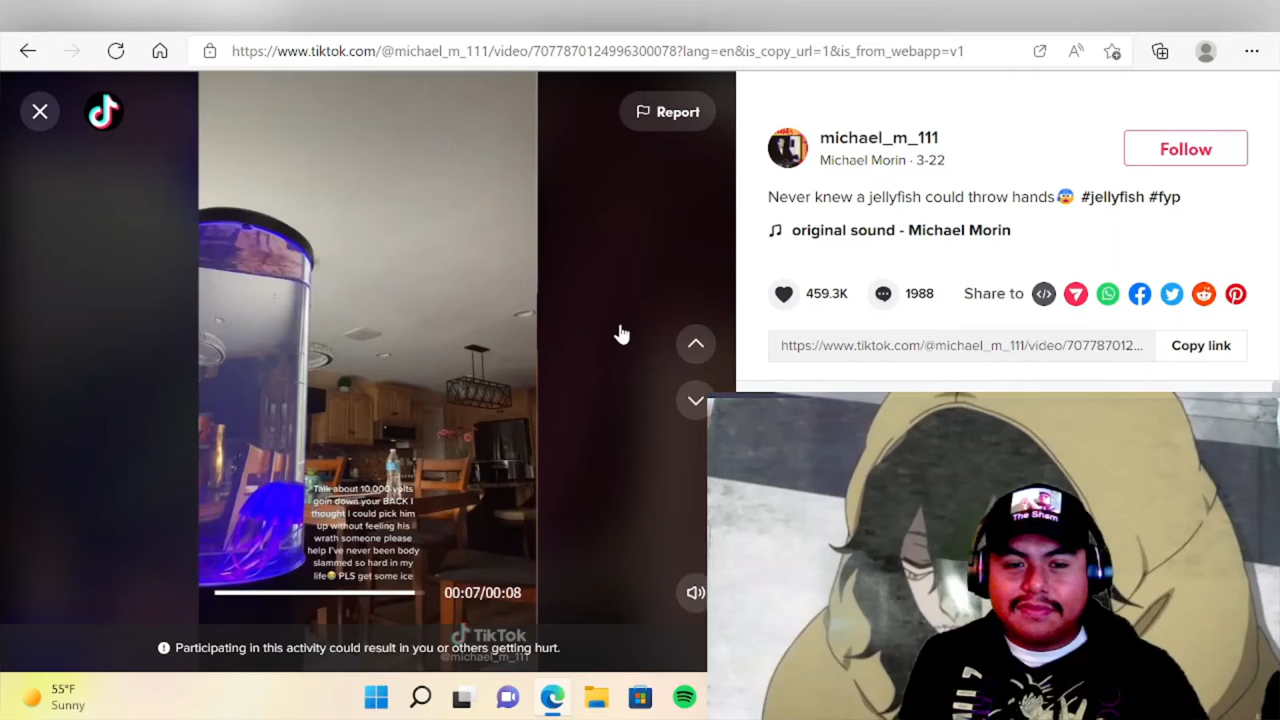 https://www.tiktok.com/@michael_m_111/video/7077870124996300078?lang=en&is_copy_url=1&is_from_webapp=v1
Report
michael_m_111
Michael Morin · 3-22
Follow
Never knew a jellyfish could throw hands😰 #jellyfish #fyp
original sound - Michael Morin
459.3K
1988
Share to
https://www.tiktok.com/@michael_m_111/video/707787012...
Copy link
Talk about 10,000 volts
goin down your BACK I
thought I could pick him
up without feeling his
wrath someone please
help I've never been body
slammed so hard in my
life😭 PLS get some ice
00:07/00:08
TikTok
@michael_m_111
Participating in this activity could result in you or others getting hurt.
The Sham
55°F
Sunny